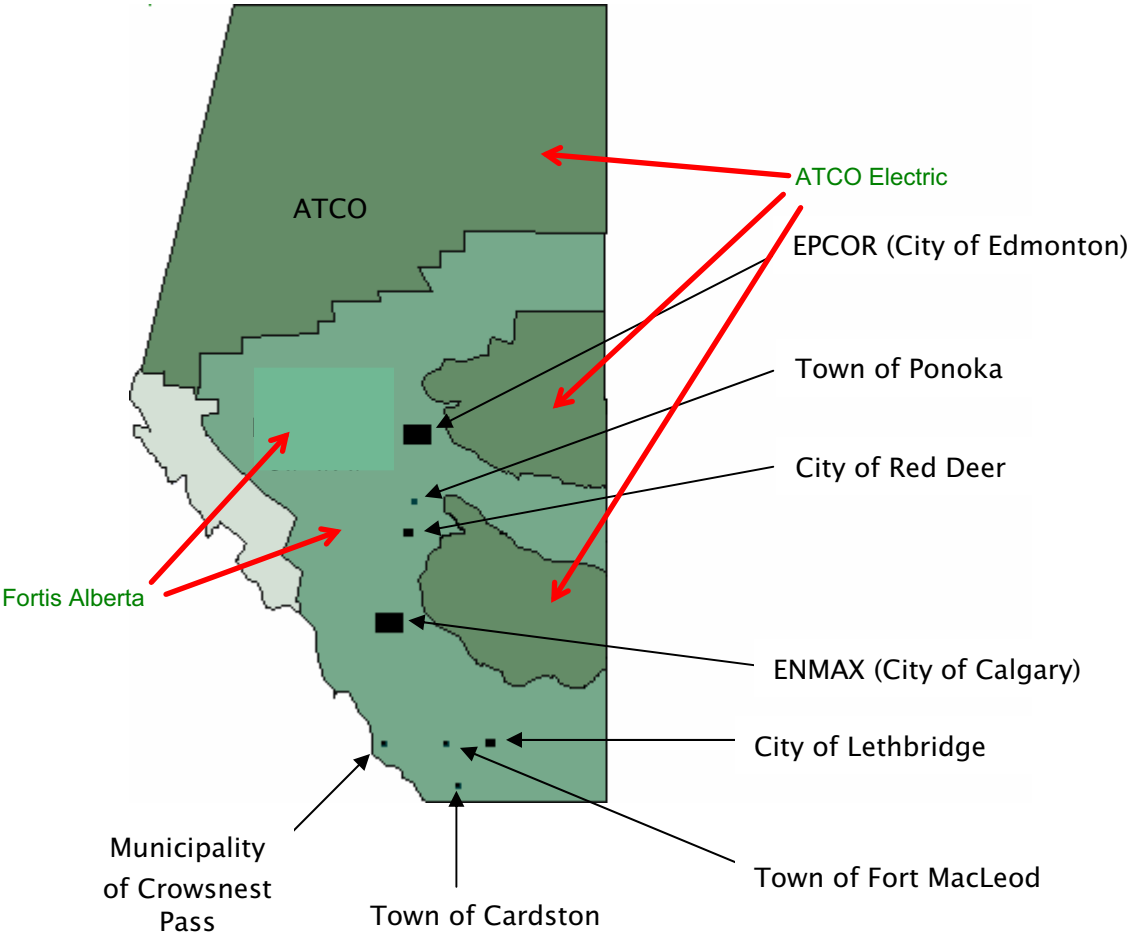 ATCO
ATCO Electric
EPCOR (City of Edmonton)
Town of Ponoka
City of Red Deer
Fortis Alberta
ENMAX (City of Calgary)
City of Lethbridge
Municipality
of Crowsnest
Pass
Town of Fort MacLeod
Town of Cardston